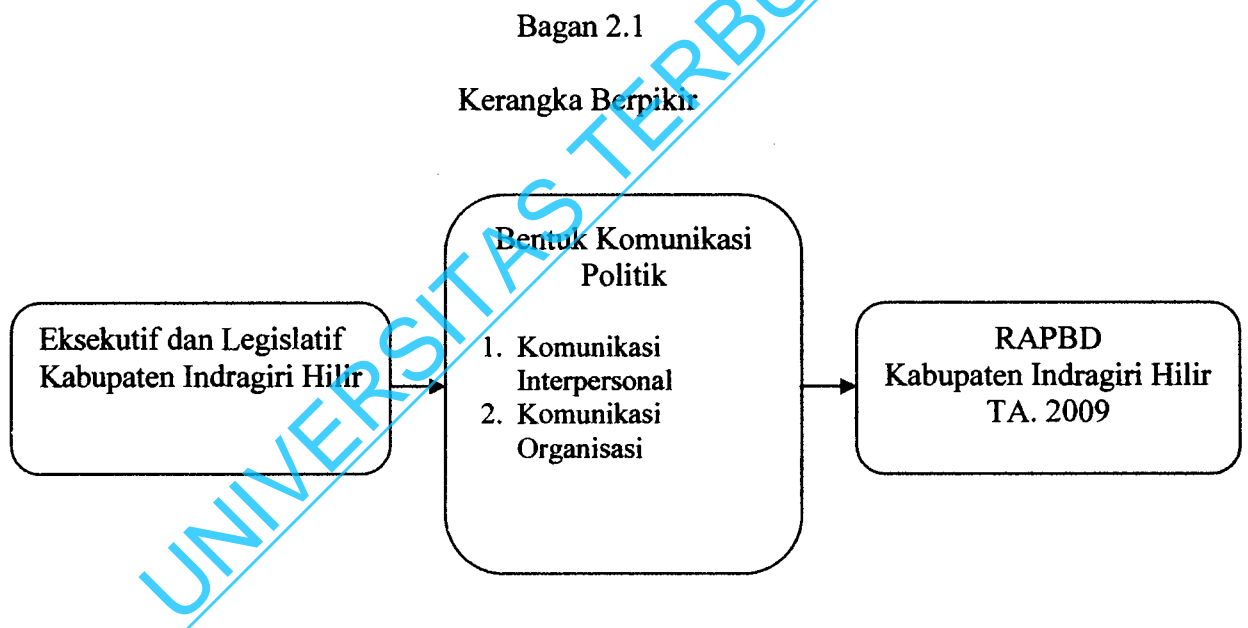 Bagan 2.1
Kerangka Berpikir
Bentuk Komunikasi
Politik
1. Komunikasi
Interpersonal
2. Komunikasi
Organisasi
Eksekutif dan Legislatif
Kabupaten Indragiri Hilir
RAPBD
Kabupaten Indragiri Hilir
TA. 2009
UNIVERSITAS TERBU